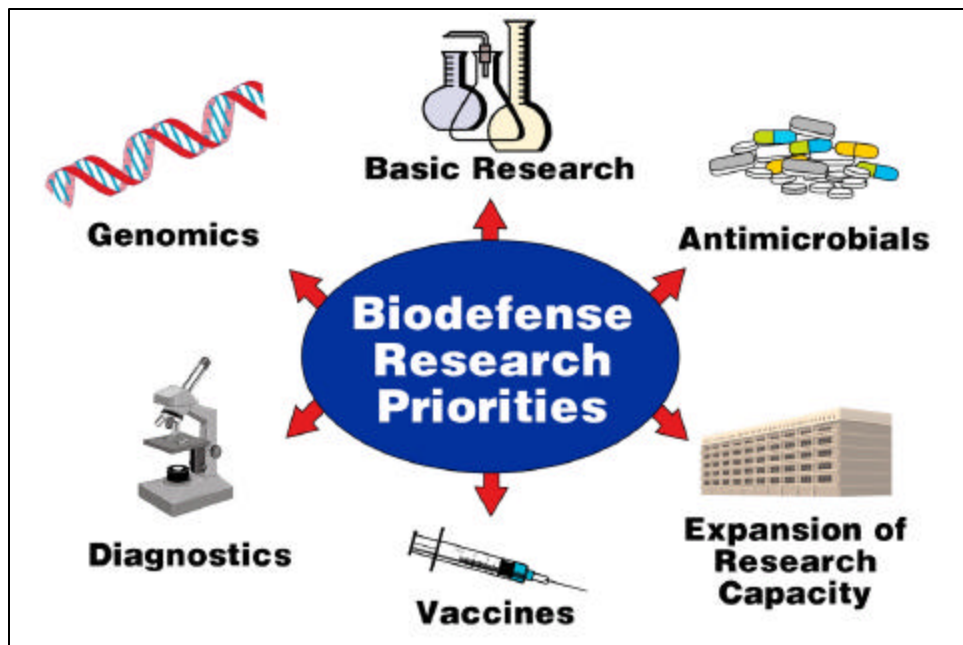 Basic Research
Genomics
Antimicrobials
Biodefense
Research
Priorities
Diagnostics
Vaccines
Expansion of
Research
Capacity